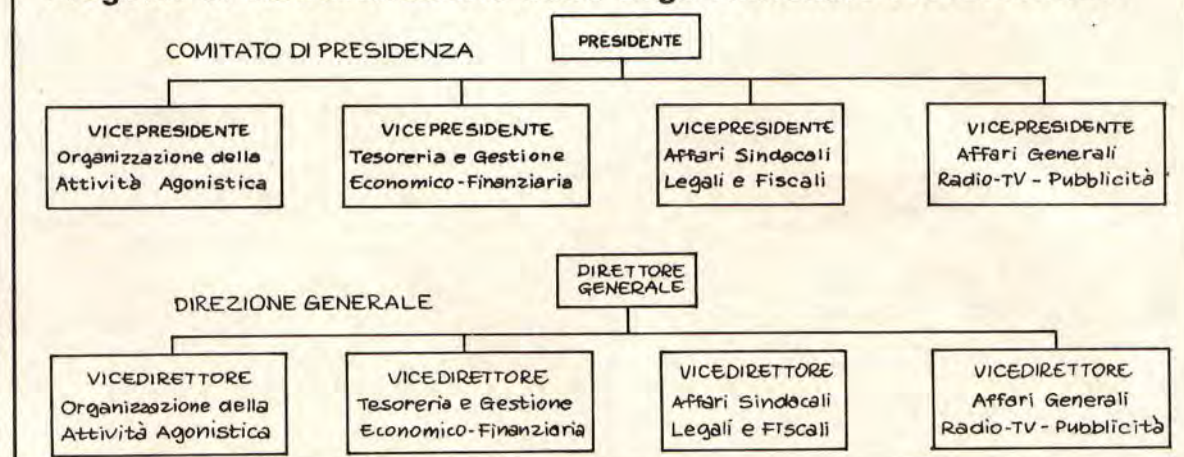 PRESIDENTE
COMITATO DI PRESIDENZA
VICEPRESIDENTE
Organizzazione della
Attività Agonistica
VICEPRESIDENTE
Tesoreria e Gestione
Economico-Finanziaria
VICEPRESIDENTE
Affari Sindacali
Legali e Fiscali
VICEPRESIDENTE
Affari Generali
Radio-TV-Pubblicità
DIRETTORE
GENERALE
DIREZIONE GENERALE
VICEDIRETTORE
Organizzazione della
Attività Agonistica
VICEDIRETTORE
Tesoreria e Gestione
Economico-Finanziaria
VICEDIRETTORE
Affari Sindacali
Legali e Fiscali
VICEDIRETTORE
Affari Generali
Radio-TV-Pubblicità